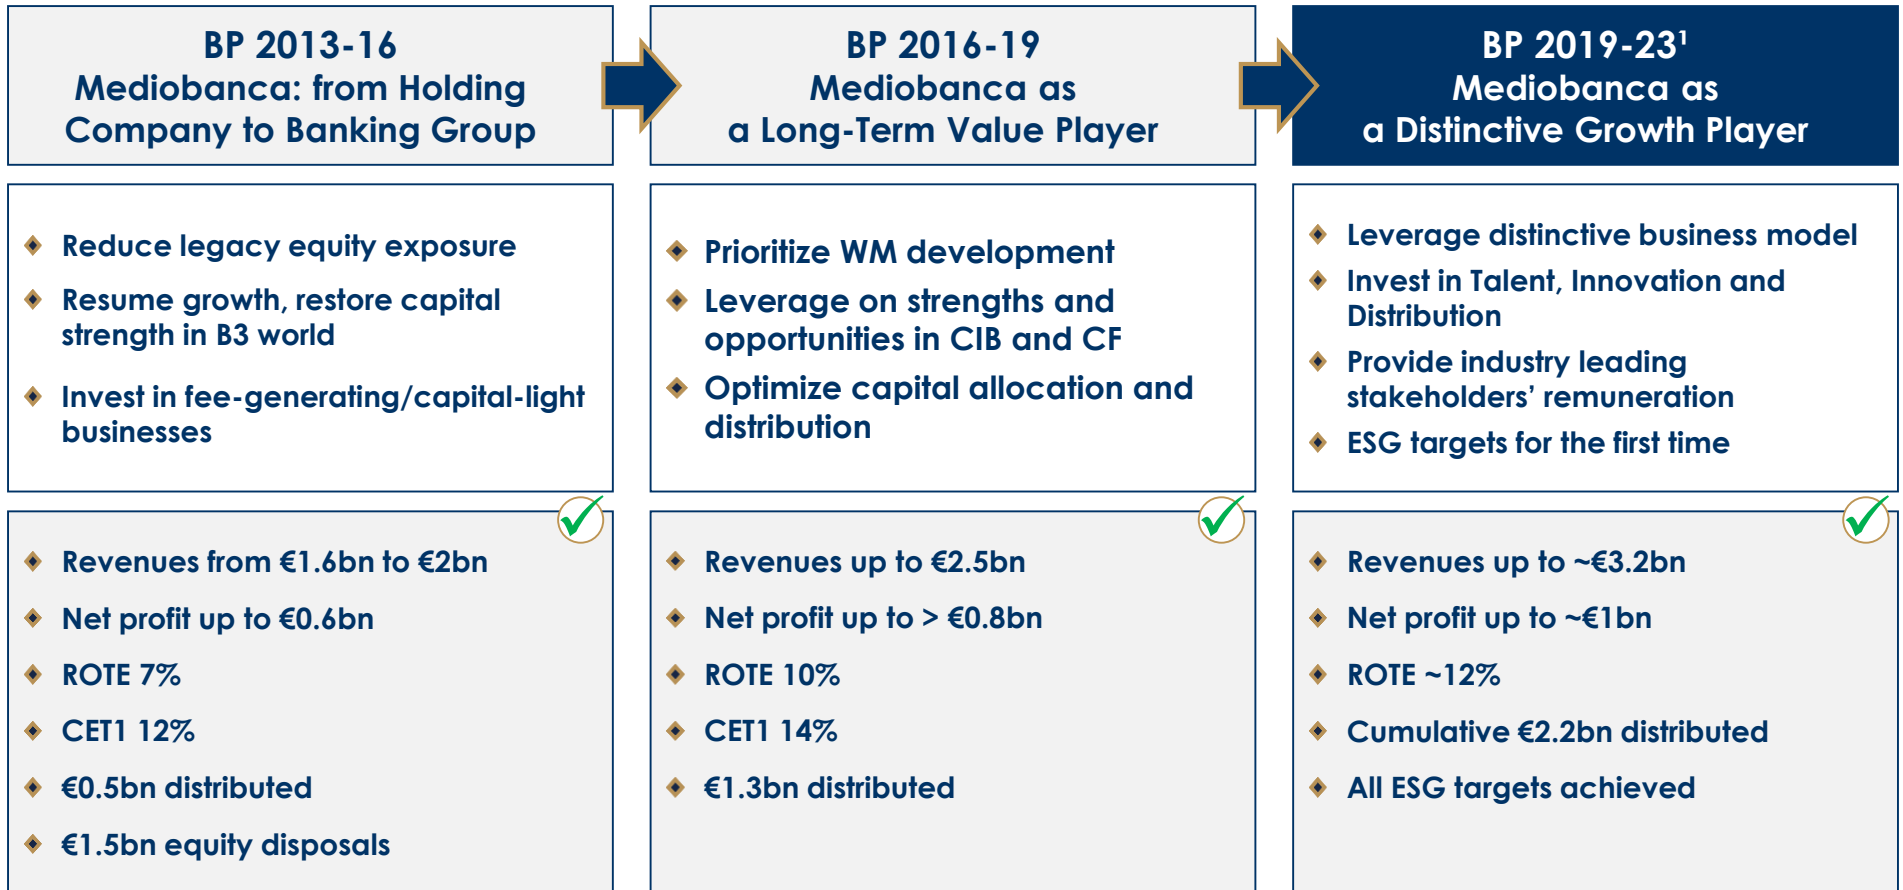 BP 2013-16
Mediobanca: from Holding
Company to Banking Group
BP 2016-19
Mediobanca as
a Long-Term Value Player
BP 2019-23¹
Mediobanca as
a Distinctive Growth Player
Reduce legacy equity exposure
Resume growth, restore capital
strength in B3 world
Invest in fee-generating/capital-light
businesses
Prioritize WM development
Leverage on strengths and
opportunities in CIB and CF
Optimize capital allocation and
distribution
Leverage distinctive business model
Invest in Talent, Innovation and
Distribution
Provide industry leading
stakeholders’ remuneration
ESG targets for the first time
Revenues from €1.6bn to €2bn
Net profit up to €0.6bn
ROTE 7%
CET1 12%
€0.5bn distributed
€1.5bn equity disposals
Revenues up to €2.5bn
Net profit up to > €0.8bn
ROTE 10%
CET1 14%
€1.3bn distributed
Revenues up to ~€3.2bn
Net profit up to ~€1bn
ROTE ~12%
Cumulative €2.2bn distributed
All ESG targets achieved